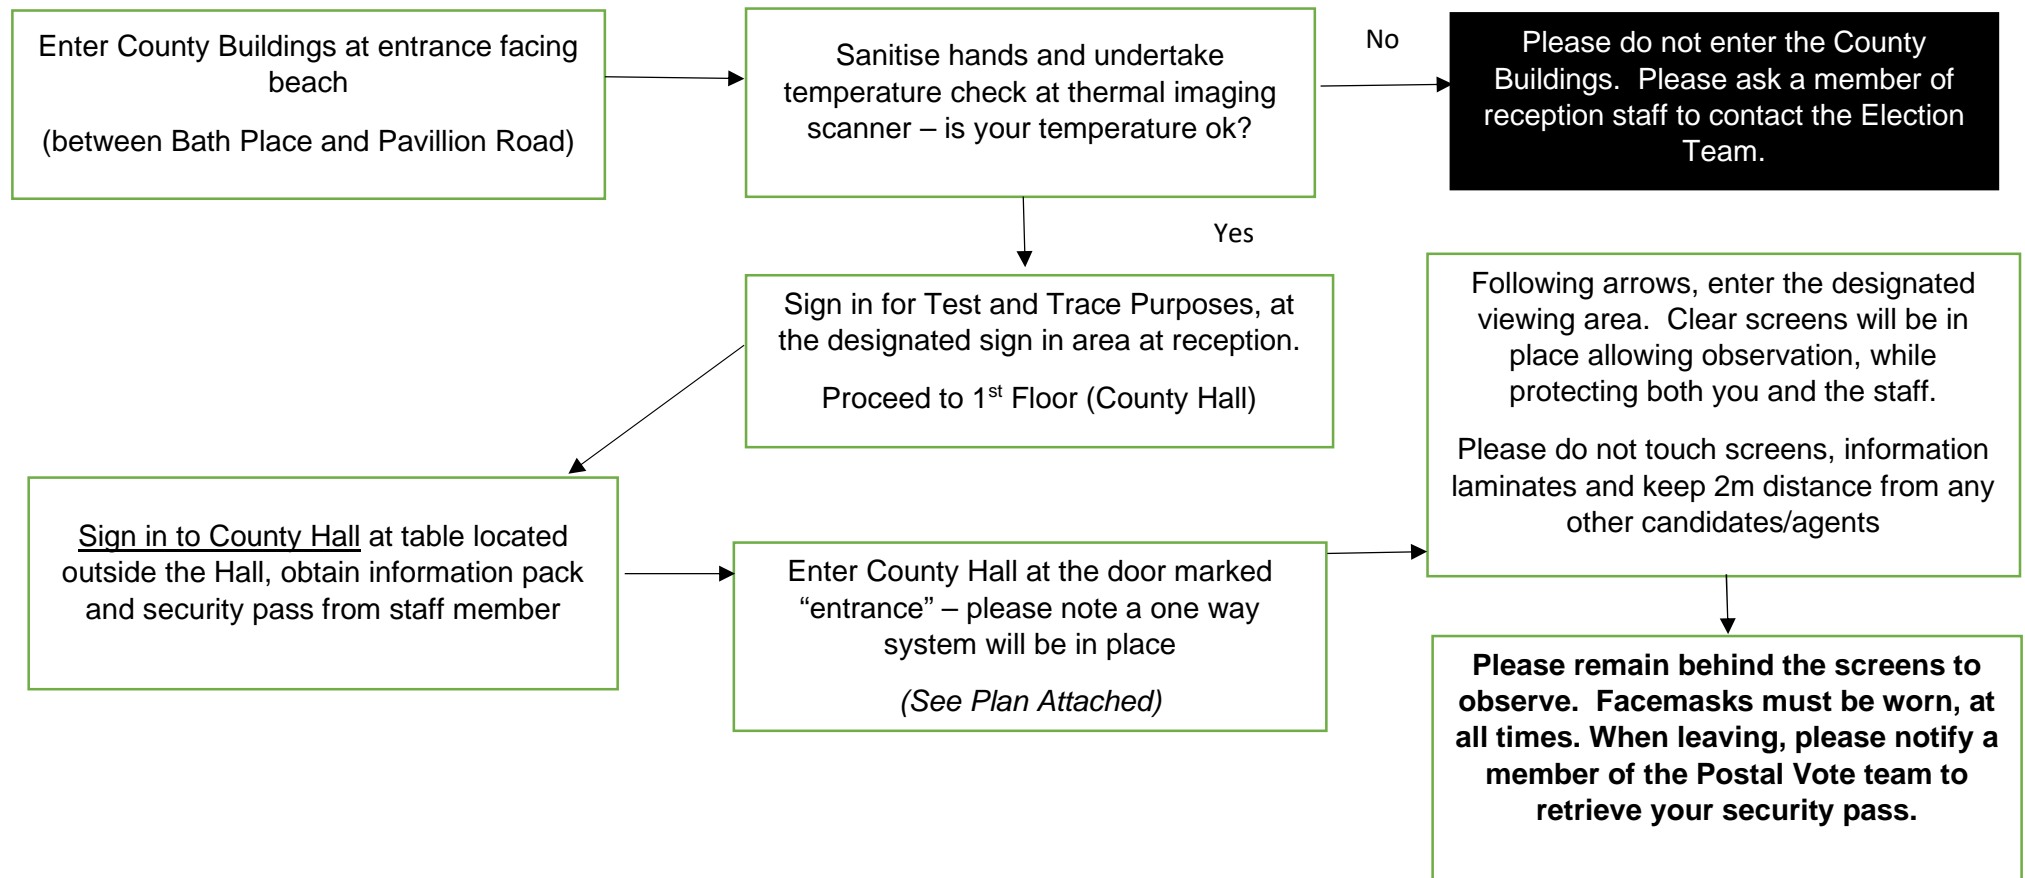 Enter County Buildings at entrance facing
beach
(between Bath Place and Pavillion Road)
Sanitise hands and undertake
temperature check at thermal imaging
scanner – is your temperature ok?
No
Please do not enter the County
Buildings.  Please ask a member of
reception staff to contact the Election
Team.
Yes
Sign in for Test and Trace Purposes, at
the designated sign in area at reception.
Proceed to 1st Floor (County Hall)
Sign in to County Hall at table located
outside the Hall, obtain information pack
and security pass from staff member
Enter County Hall at the door marked
“entrance” – please note a one way
system will be in place
(See Plan Attached)
Following arrows, enter the designated
viewing area.  Clear screens will be in
place allowing observation, while
protecting both you and the staff.
Please do not touch screens, information
laminates and keep 2m distance from any
other candidates/agents
Please remain behind the screens to
observe.  Facemasks must be worn, at
all times. When leaving, please notify a
member of the Postal Vote team to
retrieve your security pass.